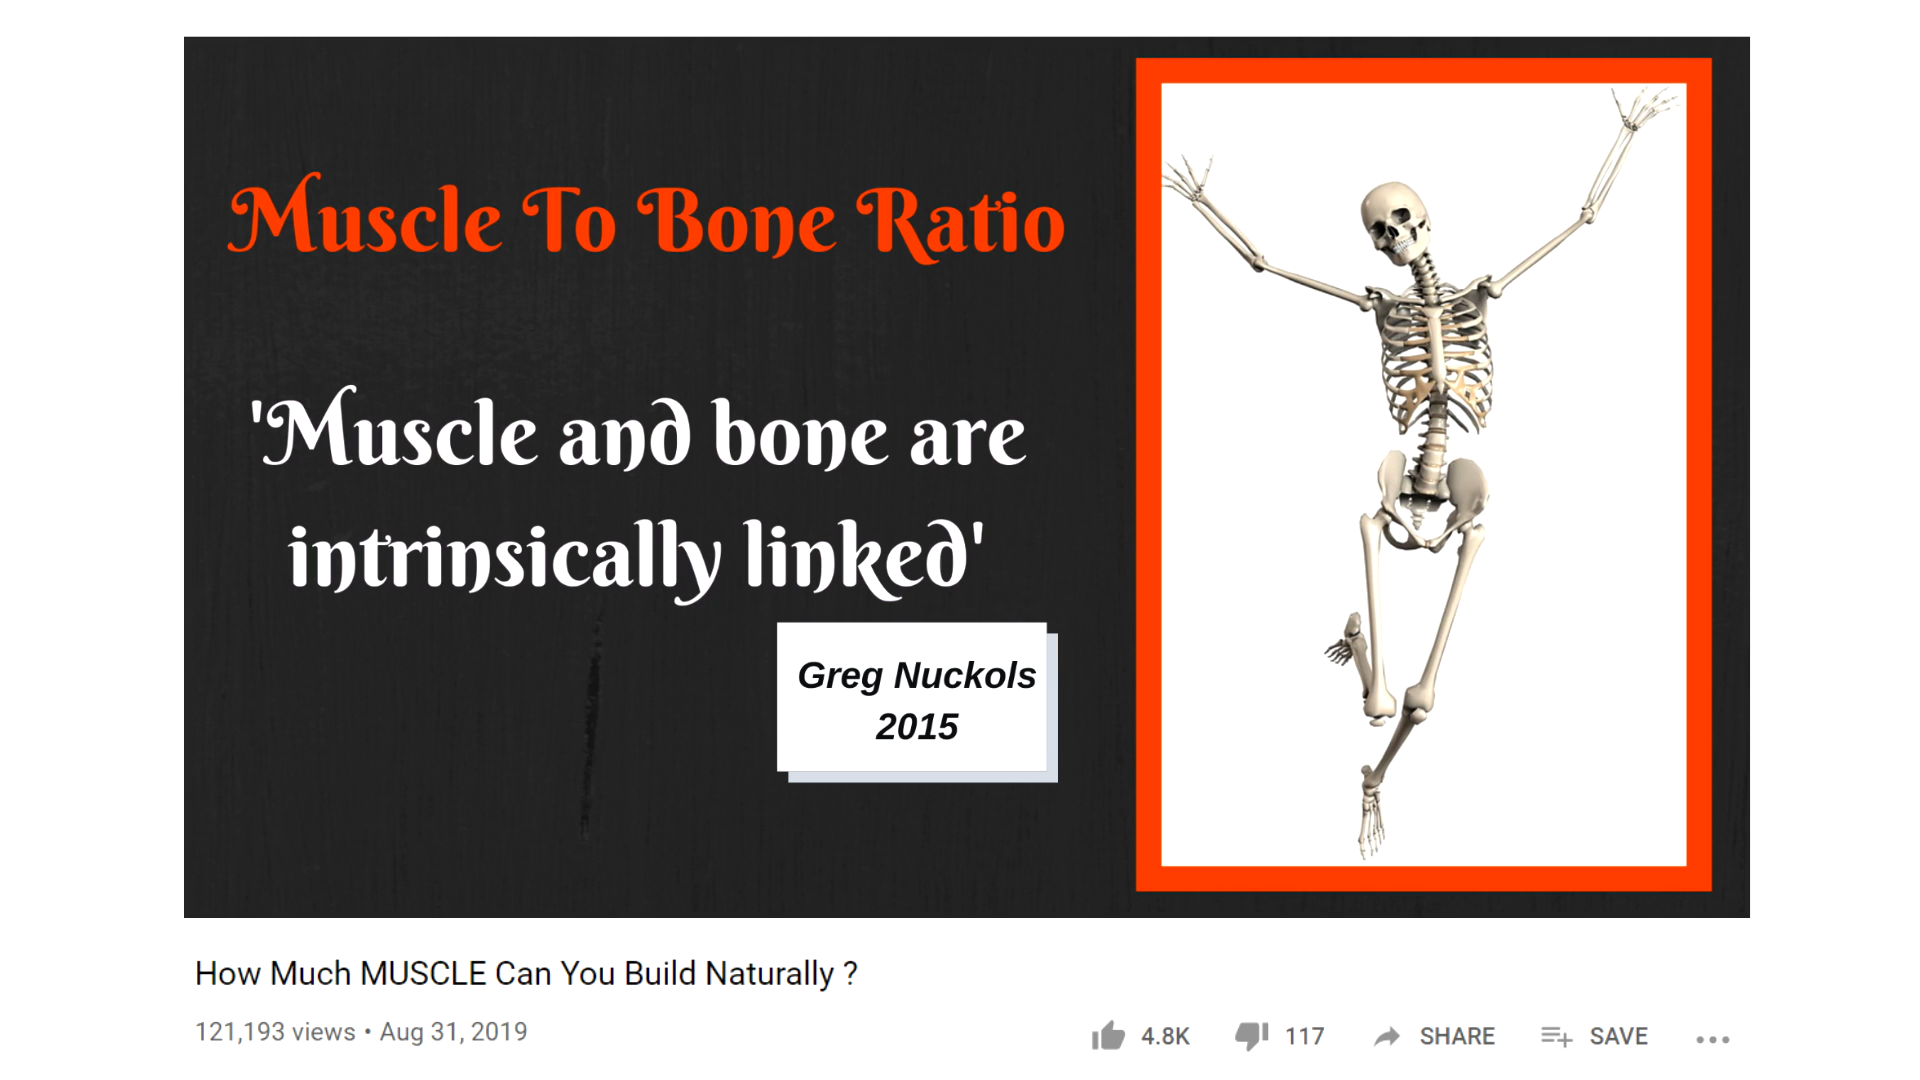 Muscle To Bone Ratio
'Muscle and bone are
intrinsically linked'
Greg Nuckols
2015
How Much MUSCLE Can You Build Naturally ?
121,193 views • Aug 31, 2019
4.8K 117 SHARE SAVE ...